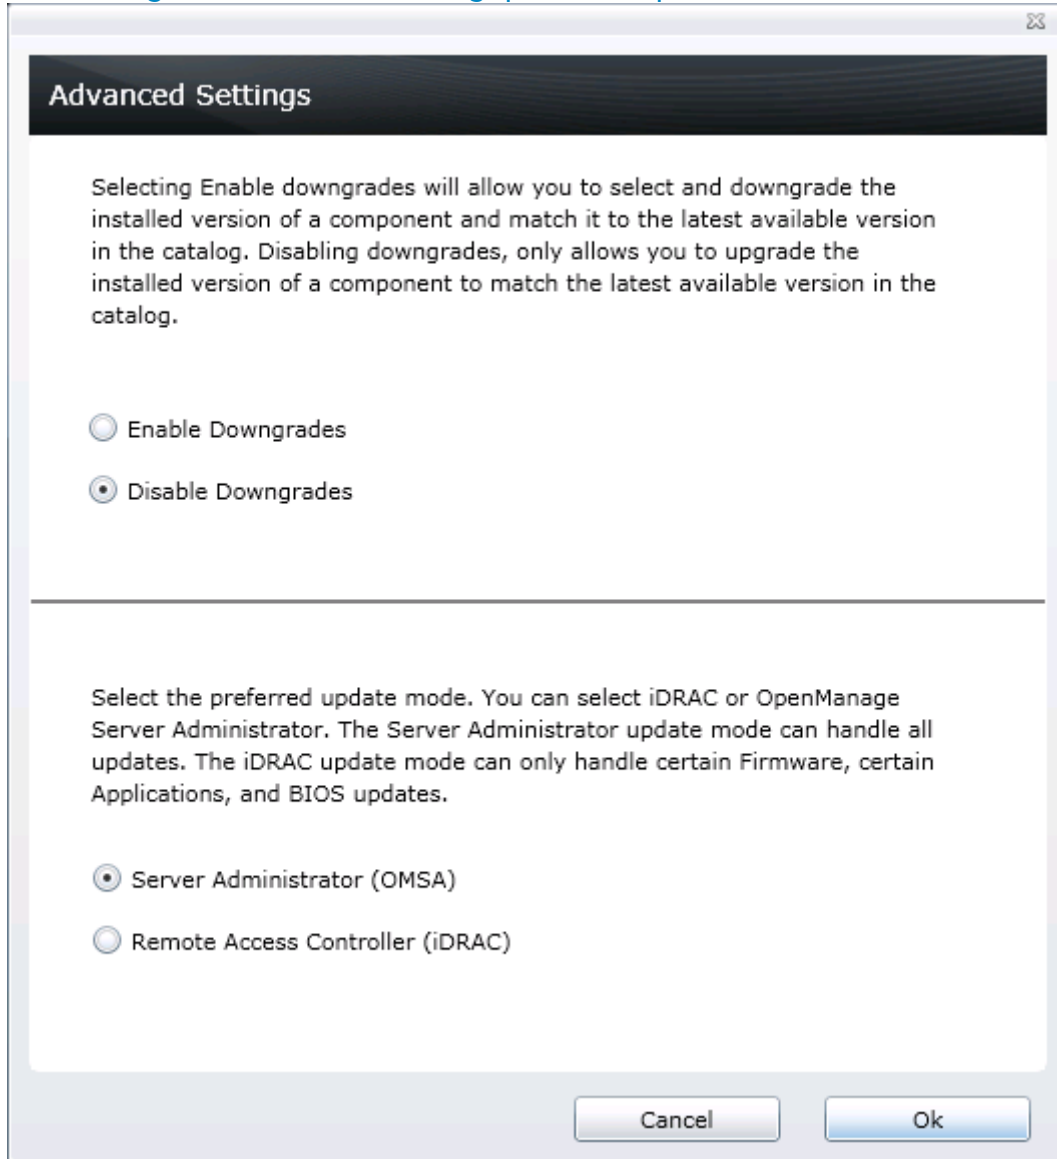 Advanced Settings
Selecting Enable downgrades will allow you to select and downgrade the
installed version of a component and match it to the latest available version
in the catalog. Disabling downgrades, only allows you to upgrade the
installed version of a component to match the latest available version in the
catalog.
Enable Downgrades
Disable Downgrades
Select the preferred update mode. You can select iDRAC or OpenManage
Server Administrator. The Server Administrator update mode can handle all
updates. The iDRAC update mode can only handle certain Firmware, certain
Applications, and BIOS updates.
Server Administrator (OMSA)
Remote Access Controller (iDRAC)
Cancel
Ok